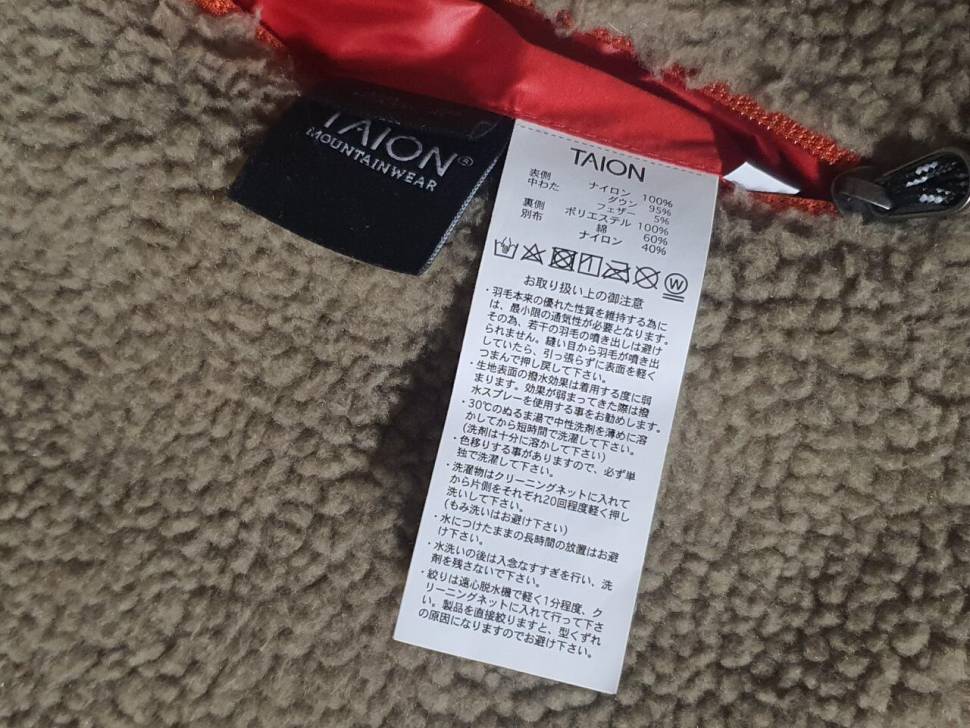 TAION®
MOUNTAINWEAR
TAION
表側 ナイロン 100%
中わた ダウン 95%
フェザー 5%
裏側 ポリエステル 100%
別布 綿 60%
ナイロン 40%
W
お取り扱い上の御注意
・羽毛本来の優れた性質を維持する為に
は、最小限の通気性が必要となります。
その為、若干の羽毛の噴き出しは避け
られません。縫い目から羽毛が噴き出
していたら、引っ張らずに表面を軽く
つまんで押し戻して下さい。
・生地表面の撥水効果は着用する度に弱
まります。効果が弱まってきた際は撥
水スプレーを使用する事をお勧めします。
・30℃のぬるま湯で中性洗剤を薄めに溶
かしてから短時間で洗濯して下さい。
(洗剤は十分に溶かして下さい)
・色移りする事がありますので、必ず単
独で洗濯して下さい。
・洗濯物はクリーニングネットに入れて
から片側をそれぞれ20回程度軽く押し
洗いして下さい。
(もみ洗いはお避け下さい)
・水につけたままの長時間の放置はお避
け下さい。
・水洗いの後は入念なすすぎを行い、洗
剤を残さないで下さい。
・絞りは遠心脱水機で軽く1分程度、ク
リーニングネットに入れて行って下さ
い。製品を直接絞りますと、型くずれ
の原因になりますのでお避け下さい。